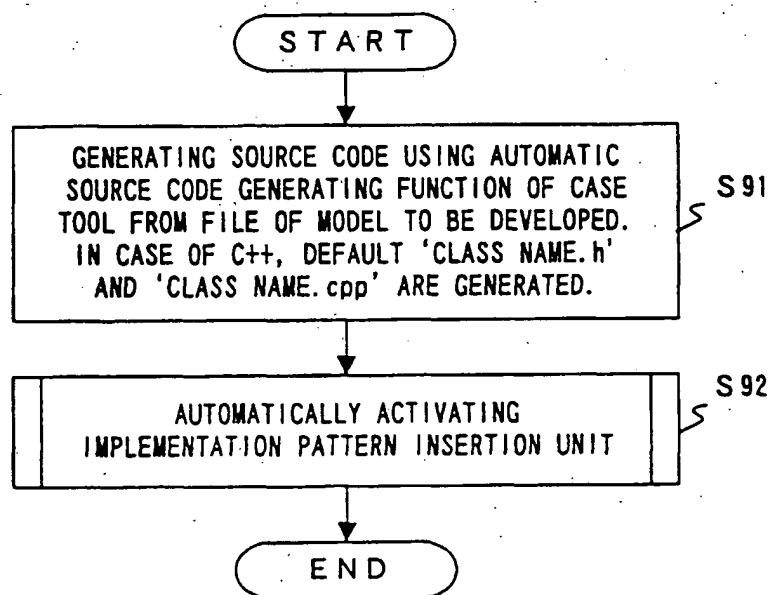 START
GENERATING SOURCE CODE USING AUTOMATIC
SOURCE CODE GENERATING FUNCTION OF CASE
TOOL FROM FILE OF MODEL TO BE DEVELOPED.
IN CASE OF C++, DEFAULT 'CLASS NAME.h'
AND 'CLASS NAME.cpp' ARE GENERATED.
S91
AUTOMATICALLY ACTIVATING
IMPLEMENTATION PATTERN INSERTION UNIT
S92
END